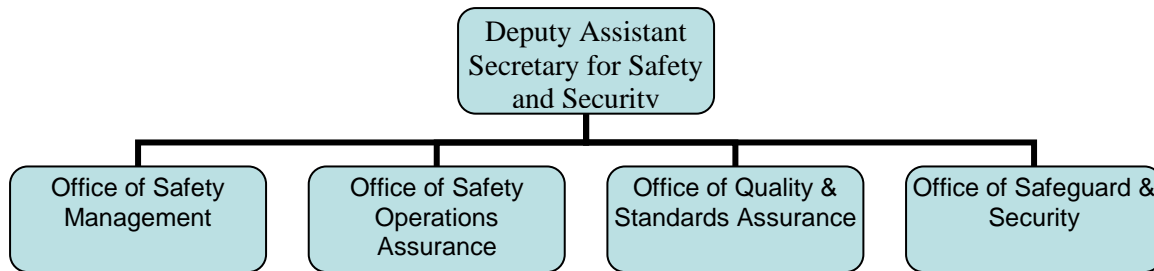 Deputy Assistant
Secretary for Safety
and Security
Office of Safety
Management
Office of Safety
Operations
Assurance
Office of Quality &
Standards Assurance
Office of Safeguard &
Security